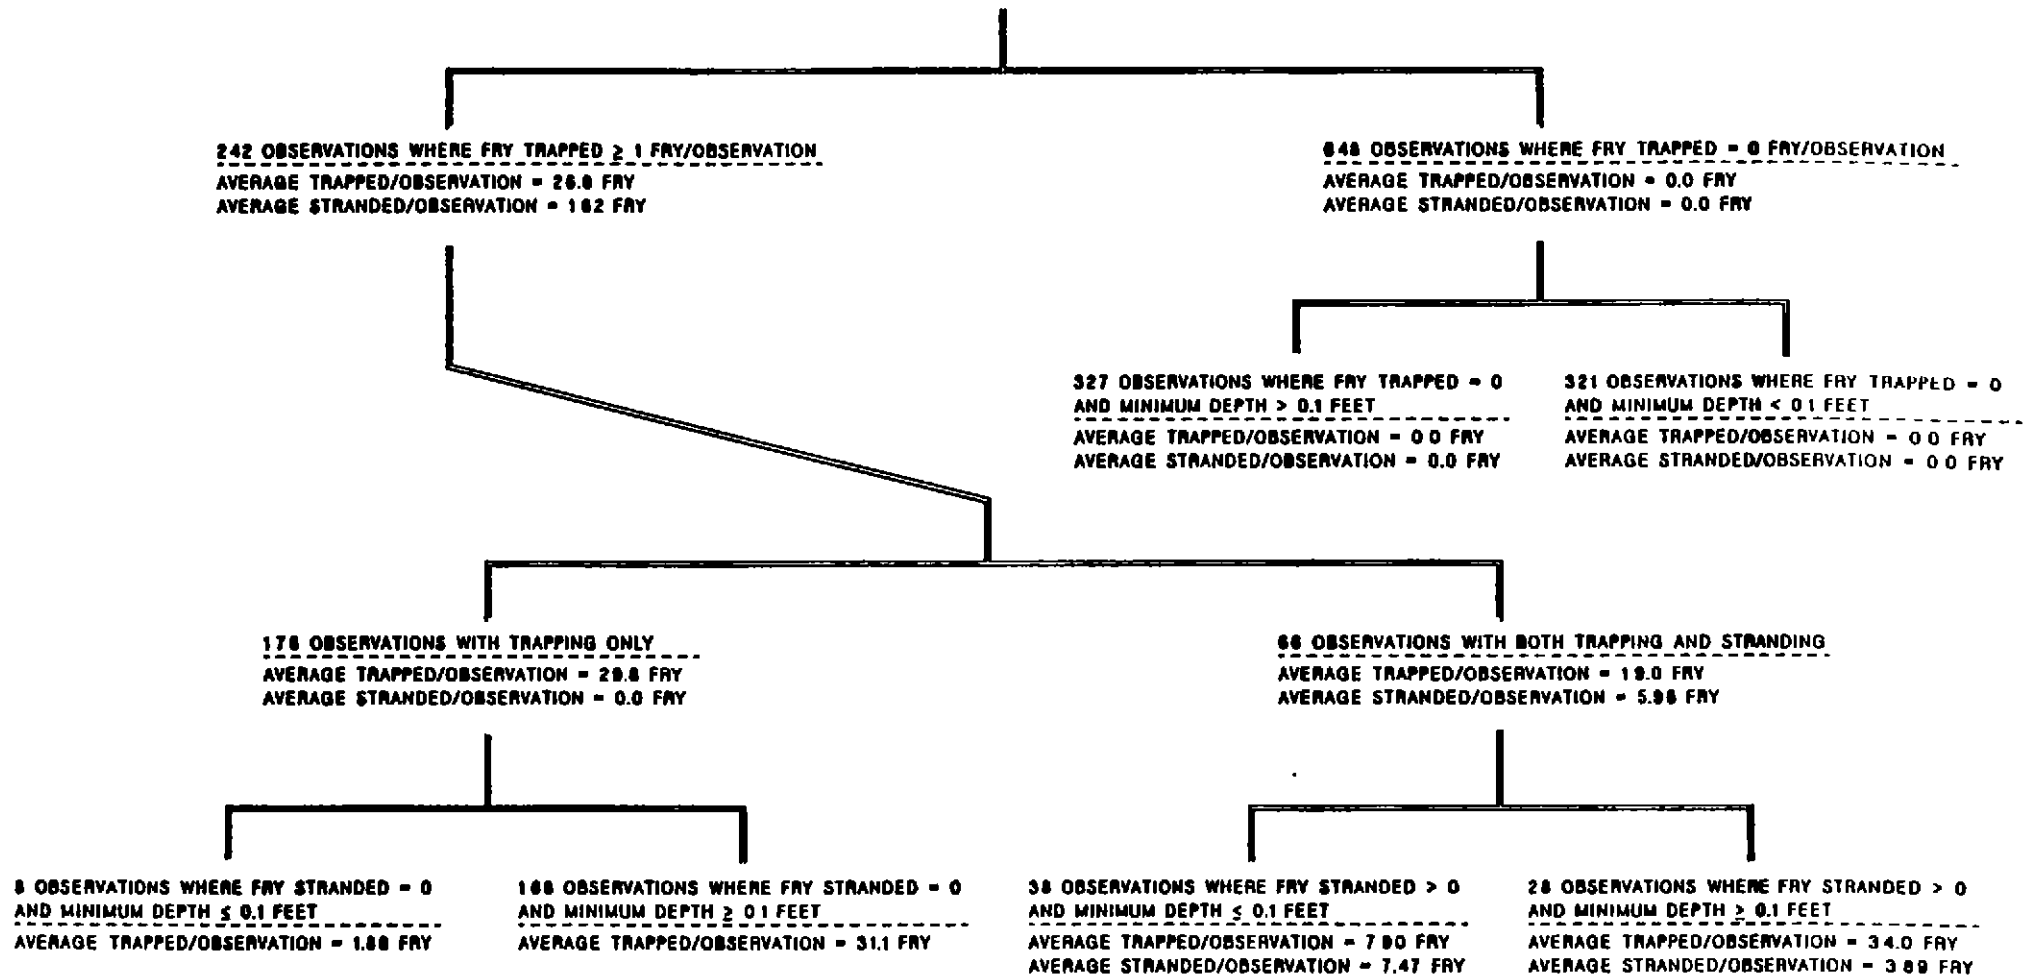 242 OBSERVATIONS WHERE FRY TRAPPED ≥ 1 FRY/OBSERVATION
AVERAGE TRAPPED/OBSERVATION = 26.8 FRY
AVERAGE STRANDED/OBSERVATION = 162 FRY
648 OBSERVATIONS WHERE FRY TRAPPED = 0 FRY/OBSERVATION
AVERAGE TRAPPED/OBSERVATION = 0.0 FRY
AVERAGE STRANDED/OBSERVATION = 0.0 FRY
327 OBSERVATIONS WHERE FRY TRAPPED = 0
AND MINIMUM DEPTH > 0.1 FEET
AVERAGE TRAPPED/OBSERVATION = 0 0 FRY
AVERAGE STRANDED/OBSERVATION = 0.0 FRY
321 OBSERVATIONS WHERE FRY TRAPPED = 0
AND MINIMUM DEPTH < 0 1 FEET
AVERAGE TRAPPED/OBSERVATION = 0 0 FRY
AVERAGE STRANDED/OBSERVATION = 0 0 FRY
176 OBSERVATIONS WITH TRAPPING ONLY
AVERAGE TRAPPED/OBSERVATION = 29.8 FRY
AVERAGE STRANDED/OBSERVATION = 0.0 FRY
66 OBSERVATIONS WITH BOTH TRAPPING AND STRANDING
AVERAGE TRAPPED/OBSERVATION = 19.0 FRY
AVERAGE STRANDED/OBSERVATION = 5.96 FRY
8 OBSERVATIONS WHERE FRY STRANDED = 0
AND MINIMUM DEPTH ≤ 0.1 FEET
AVERAGE TRAPPED/OBSERVATION = 1.88 FRY
168 OBSERVATIONS WHERE FRY STRANDED = 0
AND MINIMUM DEPTH ≥ 0 1 FEET
AVERAGE TRAPPED/OBSERVATION = 31.1 FRY
38 OBSERVATIONS WHERE FRY STRANDED > 0
AND MINIMUM DEPTH ≤ 0.1 FEET
AVERAGE TRAPPED/OBSERVATION = 7 90 FRY
AVERAGE STRANDED/OBSERVATION = 7.47 FRY
28 OBSERVATIONS WHERE FRY STRANDED > 0
AND MINIMUM DEPTH ≥ 0.1 FEET
AVERAGE TRAPPED/OBSERVATION = 34.0 FRY
AVERAGE STRANDED/OBSERVATION = 3 89 FRY